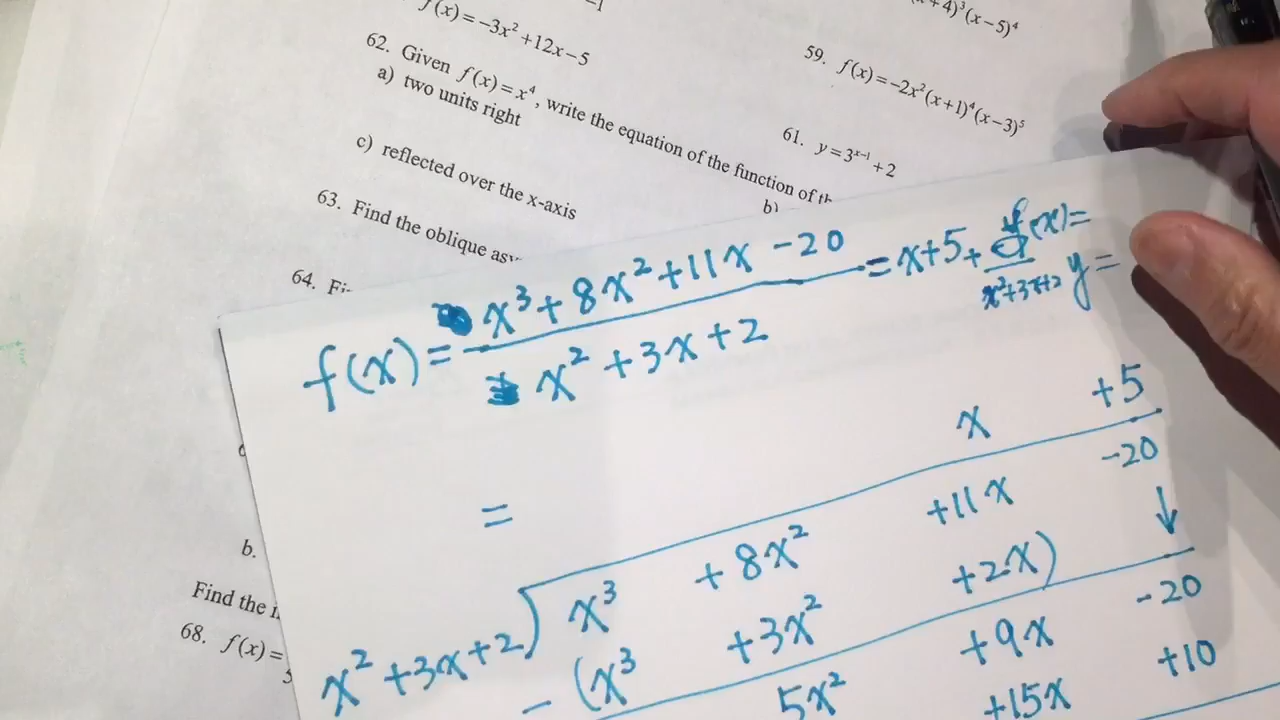 -1
f(x)=-3x²+12x-5
(x+4)³(x-5)⁴
59. f(x)=-2x²(x+1)⁴(x-3)⁵
61. y=3ˣ⁻¹+2
62. Given f(x)=x⁴, write the equation of the function of th
a) two units right
b)
c) reflected over the x-axis
63. Find the oblique as
64. Fi
b.
Find the i
68. f(x)=
f(x)= x³+8x²+11x-20 = x+5+
x²+3x+2
x²+3x+2
f(x)=
y=
=
x +5
x²+3x+2)x³ +8x² +11x -20
-(x³ +3x² +2x) ↓
5x² +9x -20
+15x +10